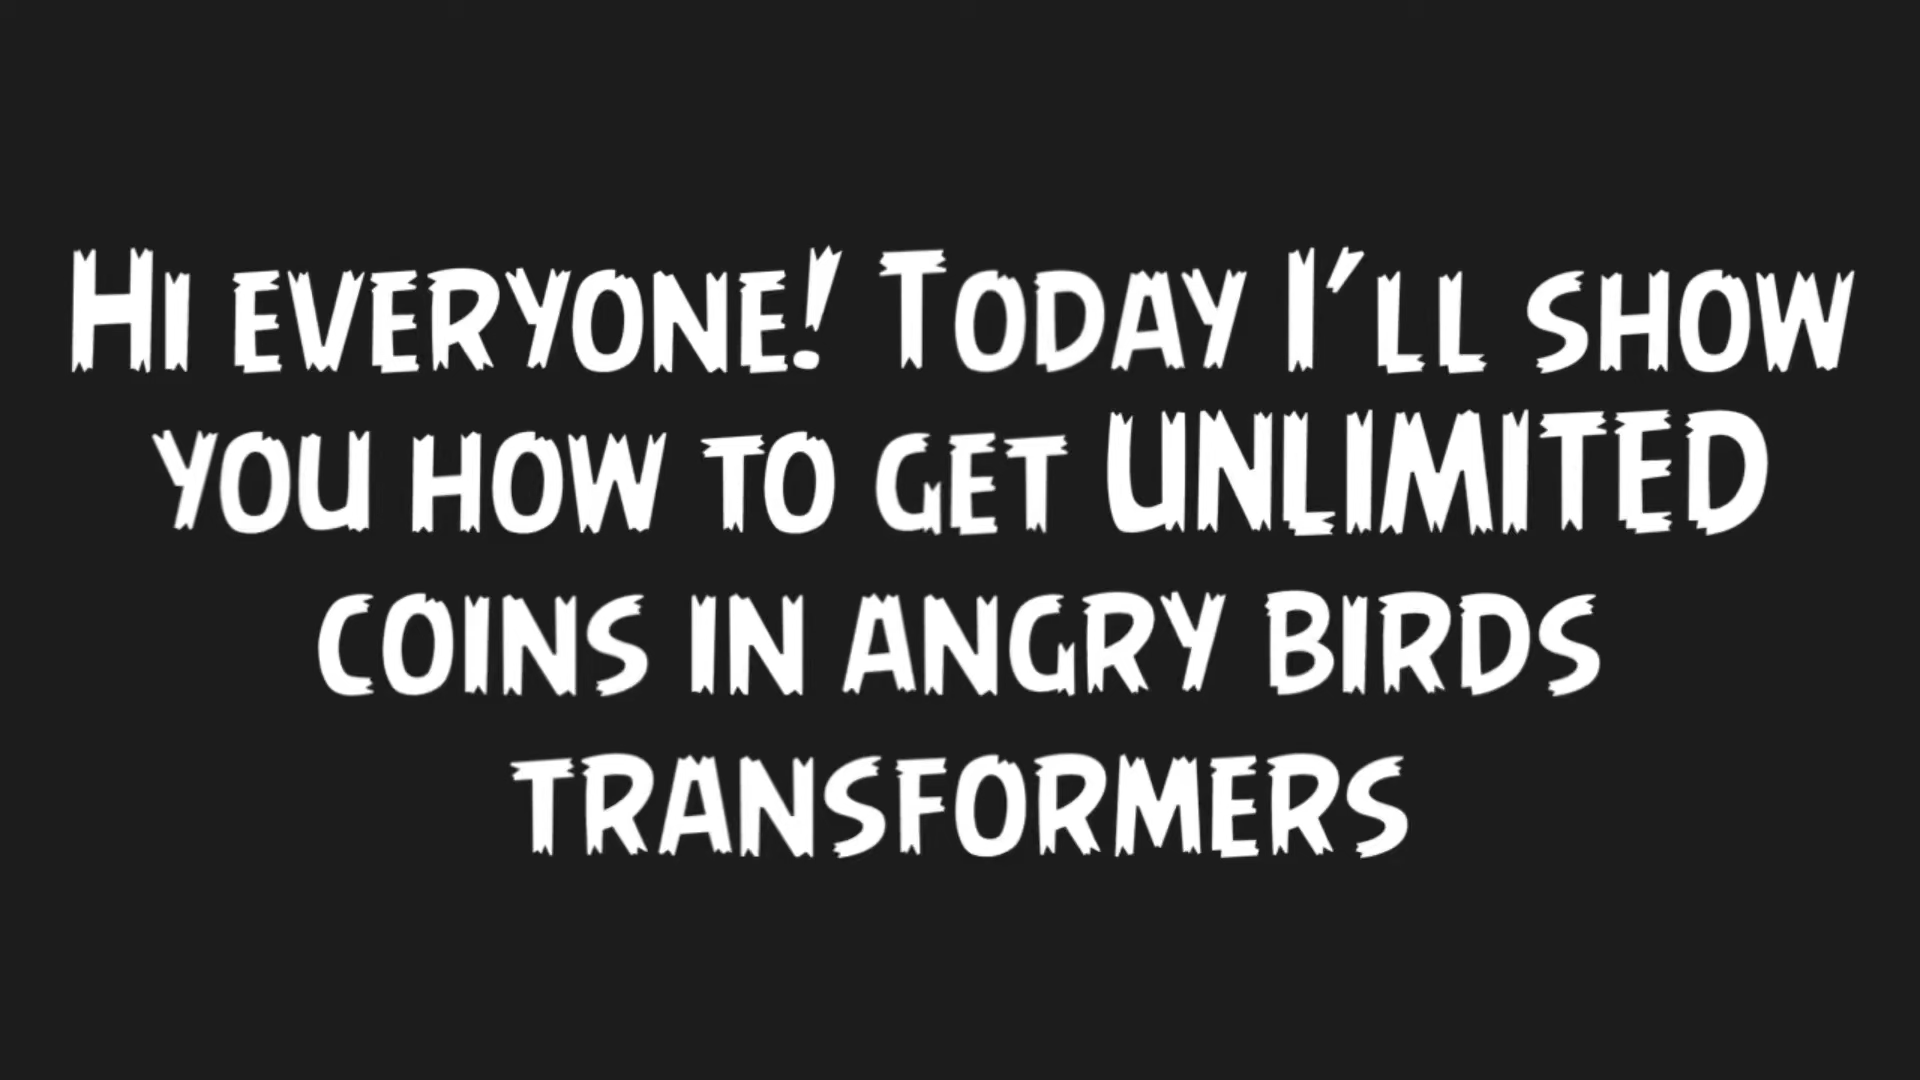 Hi everyone! Today I'll show
you how to get UNLIMITED
coins in angry birds
transformers